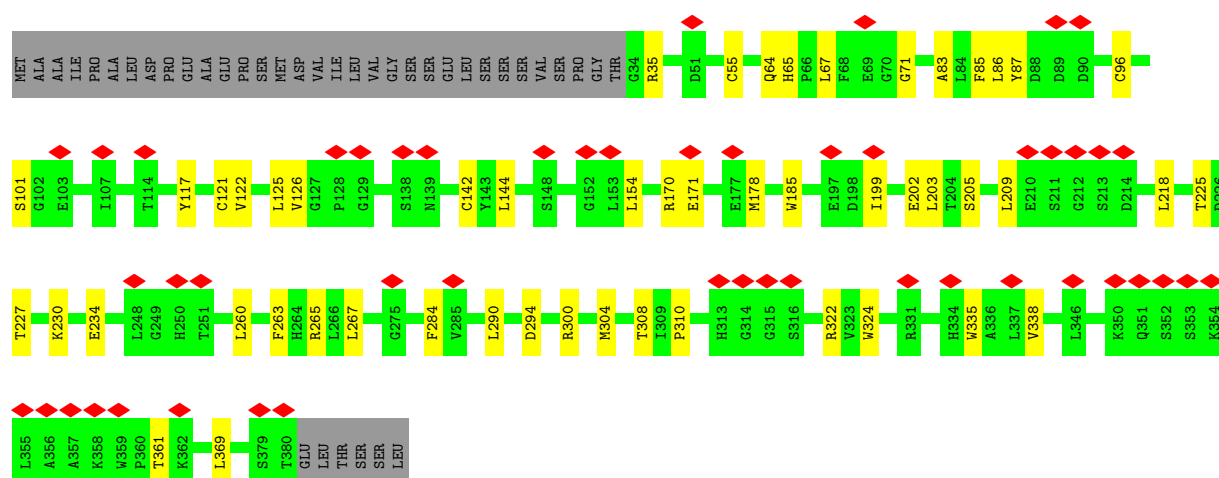 MET ALA ALA ILE PRO ALA LEU ASP PRO GLU ALA GLU PRO SER MET ASP VAL ILE LEU VAL GLY SER SER GLU LEU SER SER SER VAL SER PRO GLY THR G34 R35 D51 C55 Q64 H65 P66 L67 F68 E69 G70 G71 A83 L84 F85 L86 Y87 D88 D89 D90 C96
S101 G102 E103 I107 T114 Y117 C121 V122 L125 V126 G127 P128 G129 S138 N139 C142 Y143 L144 S148 G152 L153 L154 R170 E171 E177 M178 W185 E197 D198 I199 E202 L203 T204 S205 L209 E210 S211 G212 S213 D214 L218 T225 D226
T227 K230 E234 L248 G249 H250 T251 L260 F263 H264 R265 L266 L267 G275 F284 V285 L290 D294 R300 M304 T308 I309 P310 H313 G314 G315 S316 R322 V323 W324 R331 H334 W335 A336 L337 V338 L346 K350 Q351 S352 S353 K354
L355 A356 A357 K358 W359 P360 T361 K362 L369 S379 T380 GLU LEU THR SER SER LEU